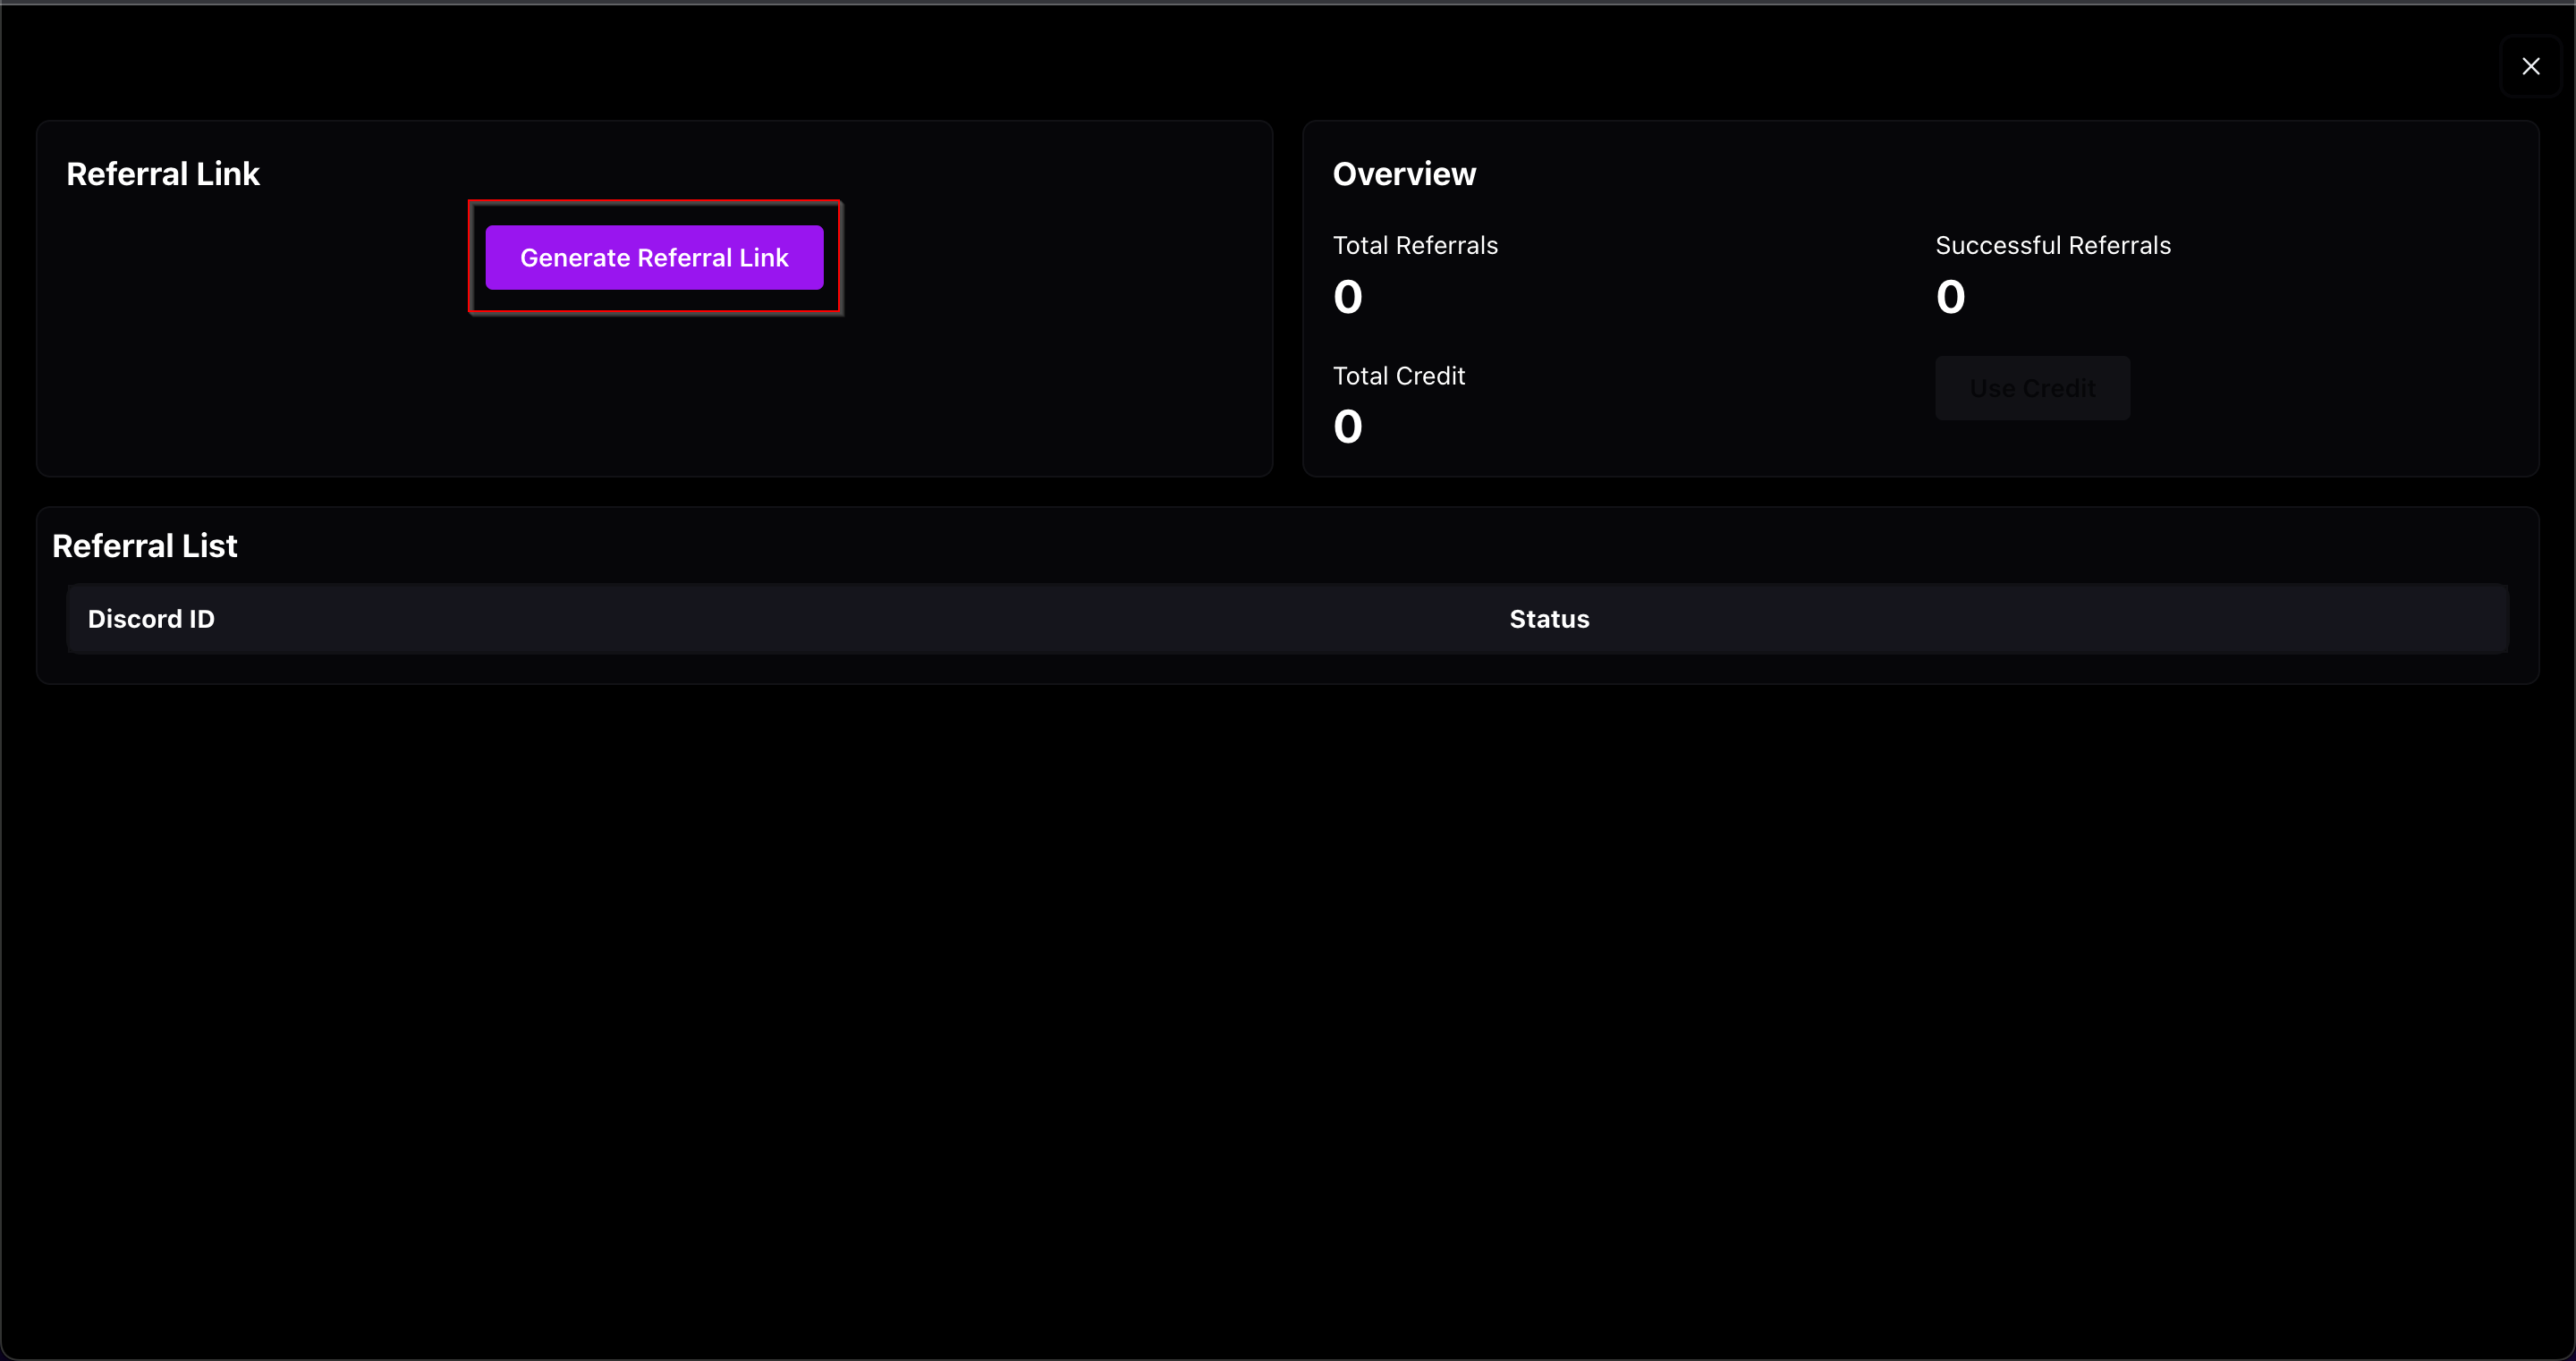 Referral Link
Generate Referral Link
Overview
Total Referrals
0
Successful Referrals
0
Total Credit
0
Use Credit
Referral List
Discord ID
Status